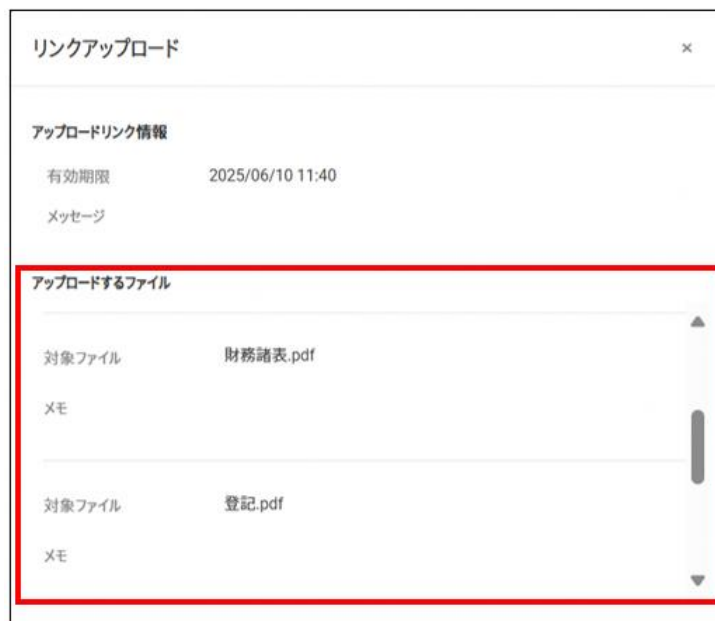 リンクアップロード ×
アップロードリンク情報
有効期限 2025/06/10 11:40
メッセージ
アップロードするファイル
対象ファイル 財務諸表.pdf
メモ
対象ファイル 登記.pdf
メモ